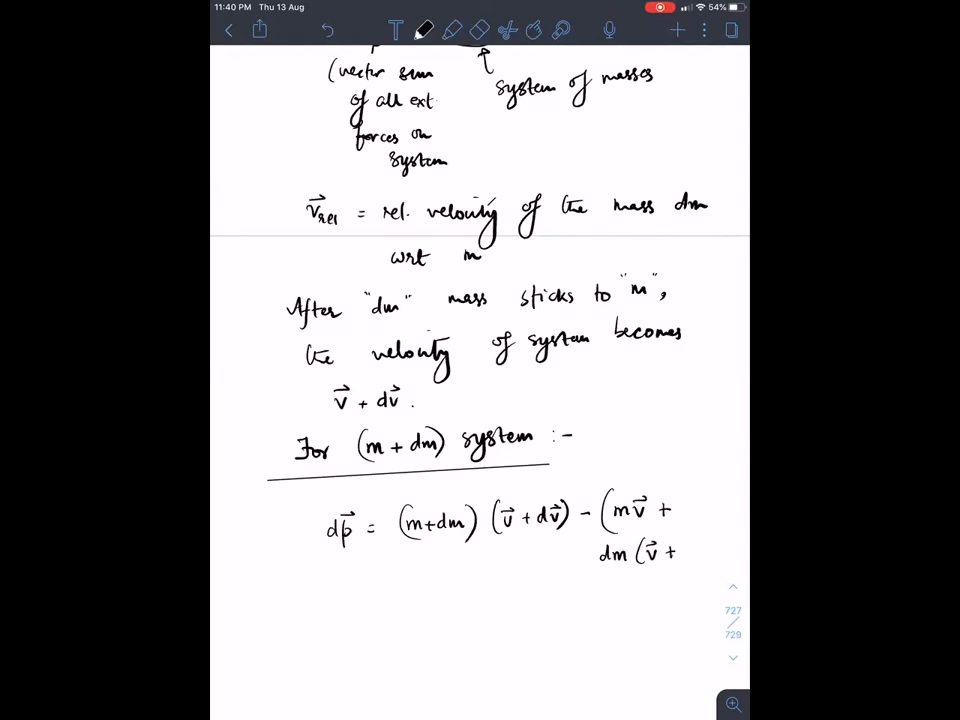 11:40 PM Thu 13 Aug 54%
(vector sum
of all ext.
forces on
system
system of masses
v⃗rel = rel. velocity of the mass dm
wrt m
After "dm" mass sticks to "m",
the velocity of system becomes
v⃗ + dv⃗ .
For (m + dm) system :-
dp⃗ = (m+dm) (v⃗ + dv⃗) - (mv⃗ +
dm (v⃗ +
727
729